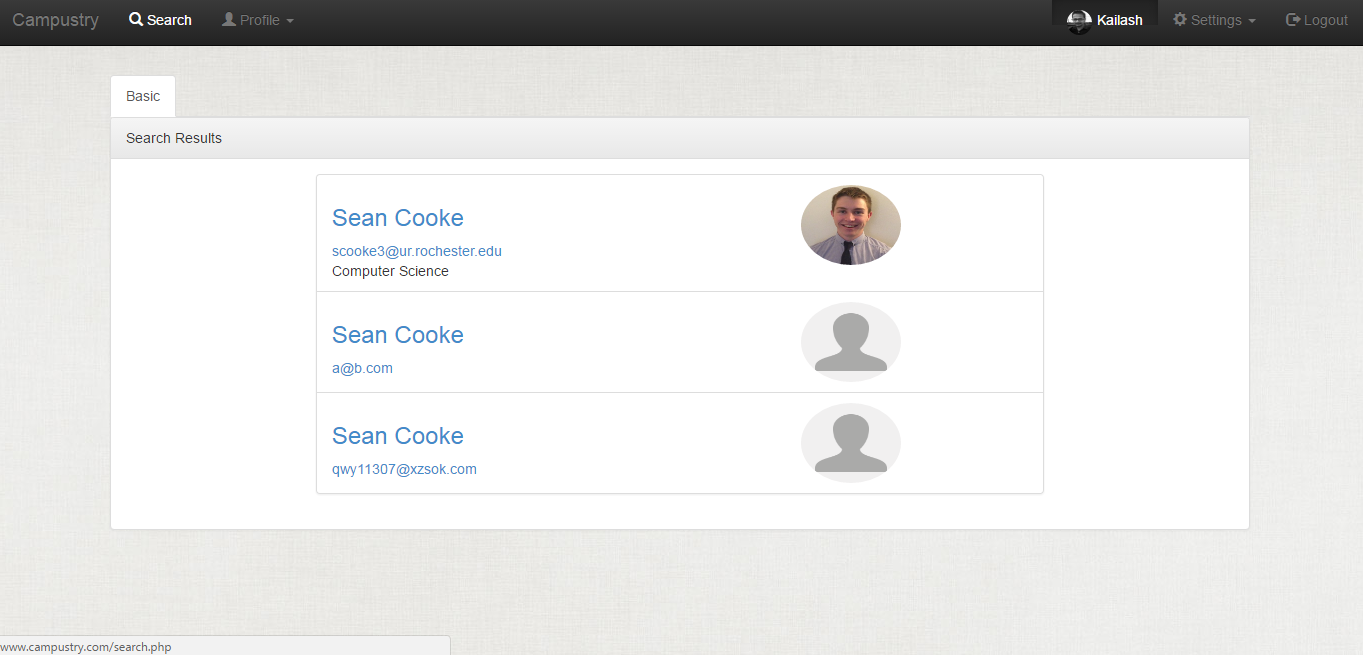 Campustry Search Profile Kailash Settings Logout
Basic
Search Results
Sean Cooke
scooke3@ur.rochester.edu
Computer Science
Sean Cooke
a@b.com
Sean Cooke
qwy11307@xzsok.com
www.campustry.com/search.php